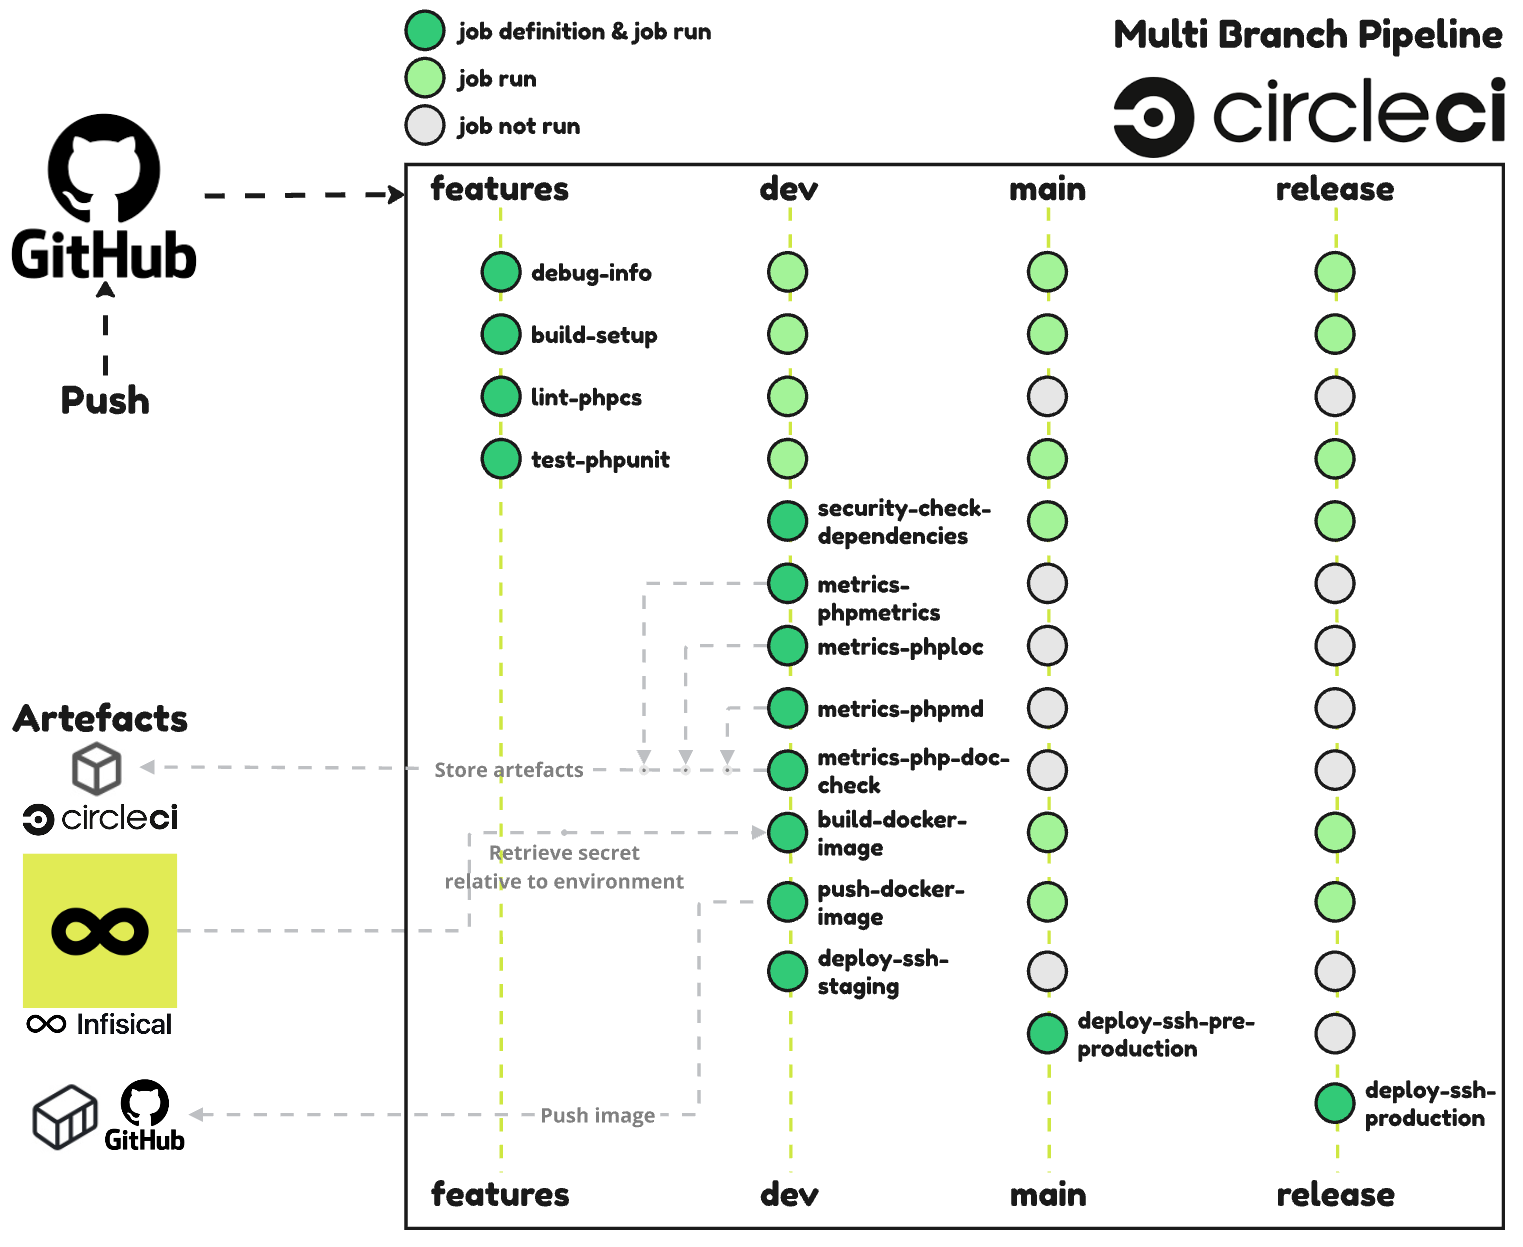 job definition & job run
job run
job not run
Multi Branch Pipeline
circleci
GitHub
Push
features
dev
main
release
debug-info
build-setup
lint-phpcs
test-phpunit
security-check-
dependencies
metrics-
phpmetrics
metrics-phploc
metrics-phpmd
metrics-php-doc-
check
build-docker-
image
push-docker-
image
deploy-ssh-
staging
deploy-ssh-pre-
production
deploy-ssh-
production
Artefacts
circleci
Store artefacts
Retrieve secret
relative to environment
Infisical
GitHub
Push image
features
dev
main
release